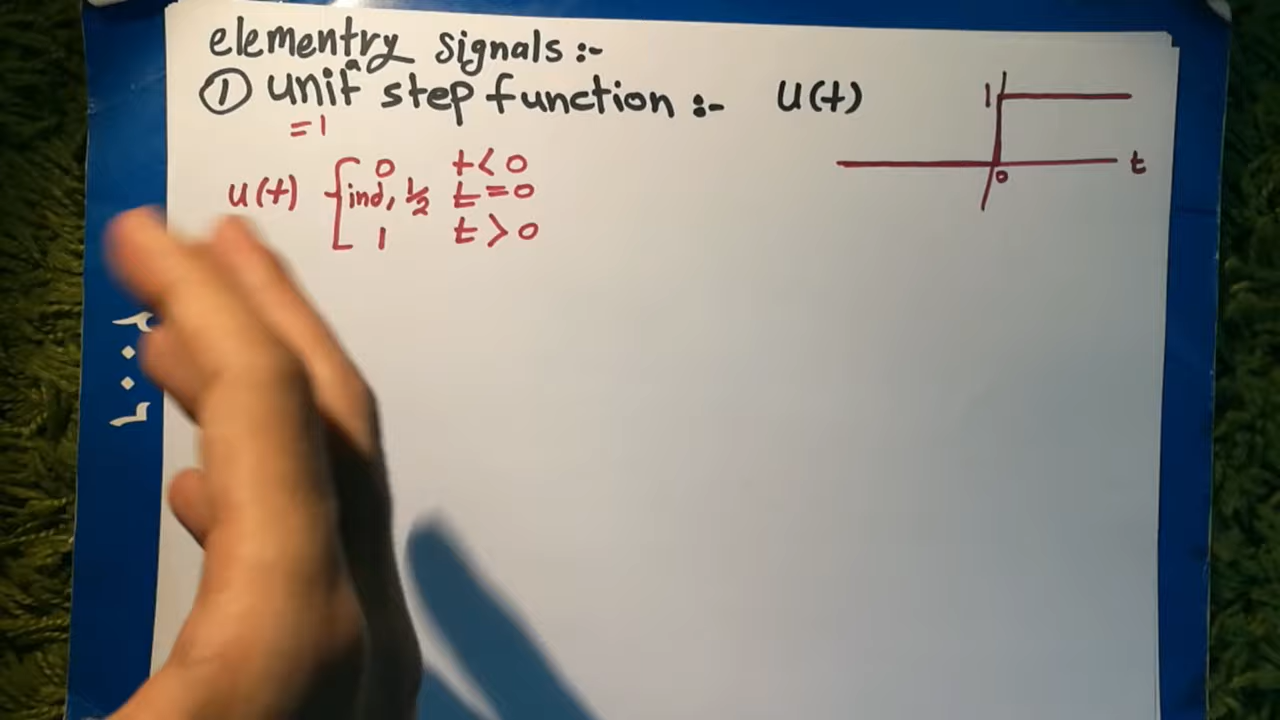 elementry signals :-
a
① unit step function :- u(t)
= 1
u(t) { 0 t < 0
ind, 1/2 t = 0
1 t > 0
1
0 t